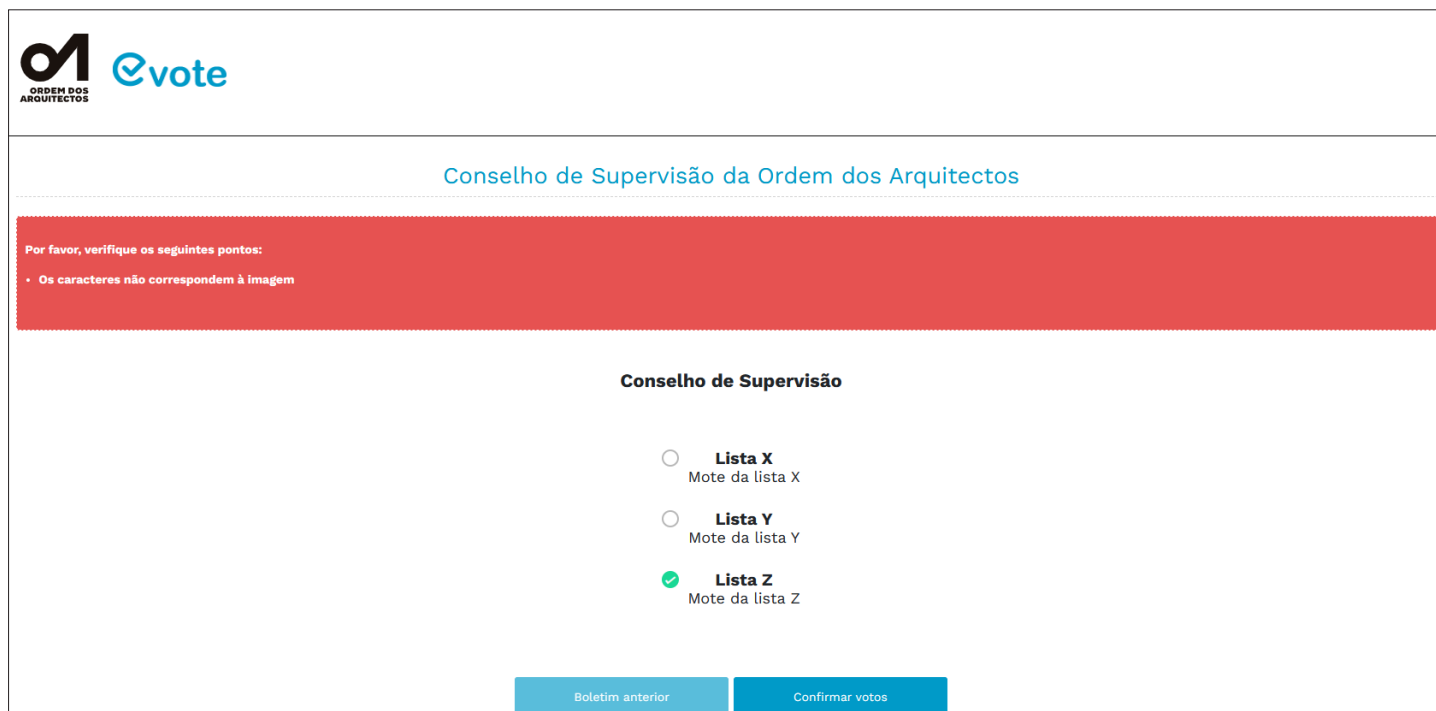 ORDEM DOS
ARQUITECTOS
evote
Conselho de Supervisão da Ordem dos Arquitectos
Por favor, verifique os seguintes pontos:
• Os caracteres não correspondem à imagem
Conselho de Supervisão
Lista X
Mote da lista X
Lista Y
Mote da lista Y
Lista Z
Mote da lista Z
Boletim anterior
Confirmar votos